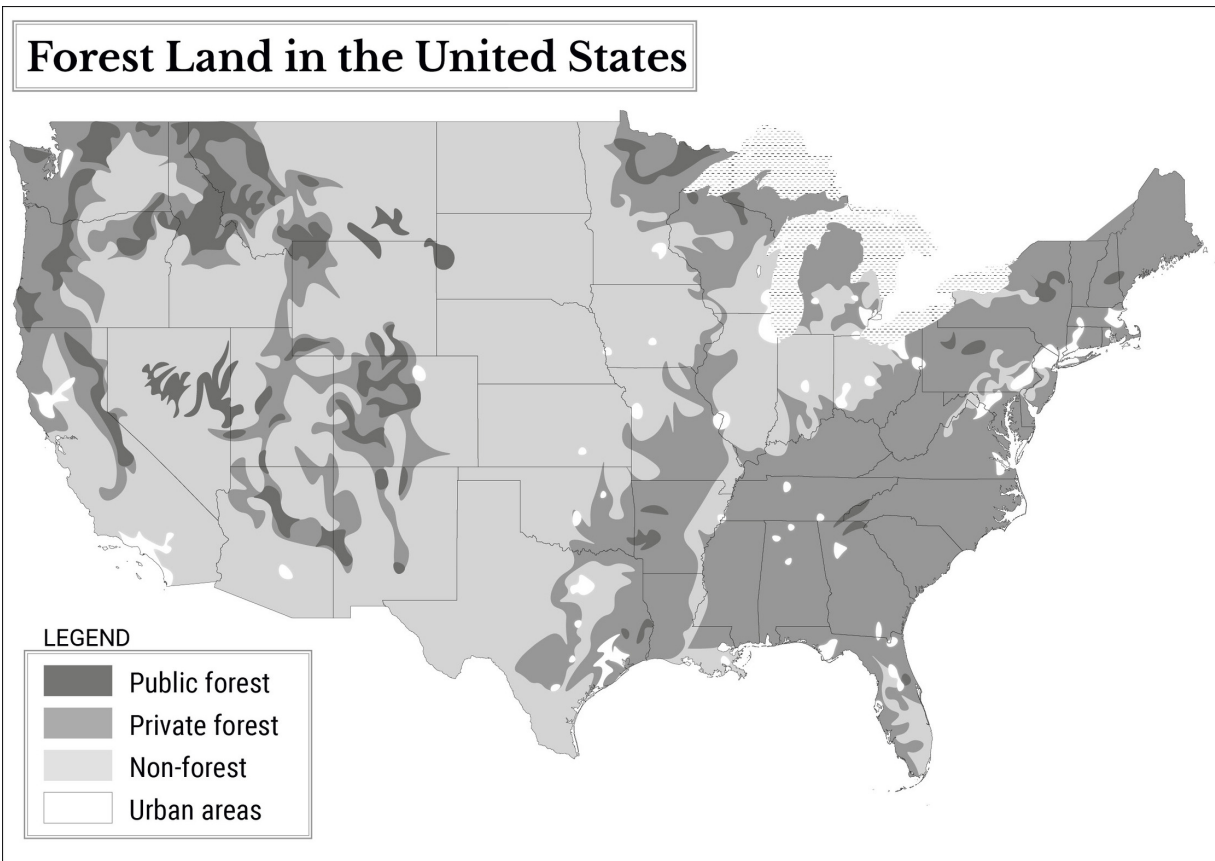 Forest Land in the United States
LEGEND
Public forest
Private forest
Non-forest
Urban areas